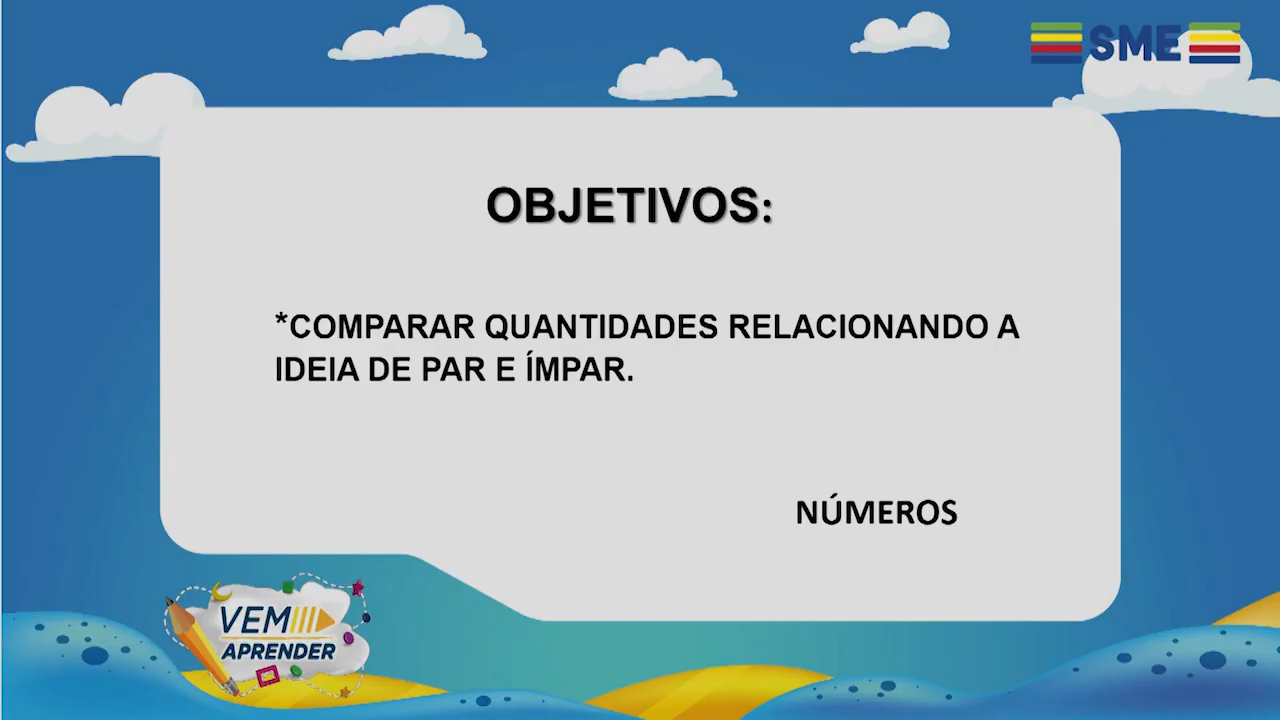 SME
OBJETIVOS:
*COMPARAR QUANTIDADES RELACIONANDO A
IDEIA DE PAR E ÍMPAR.
NÚMEROS
VEM
APRENDER